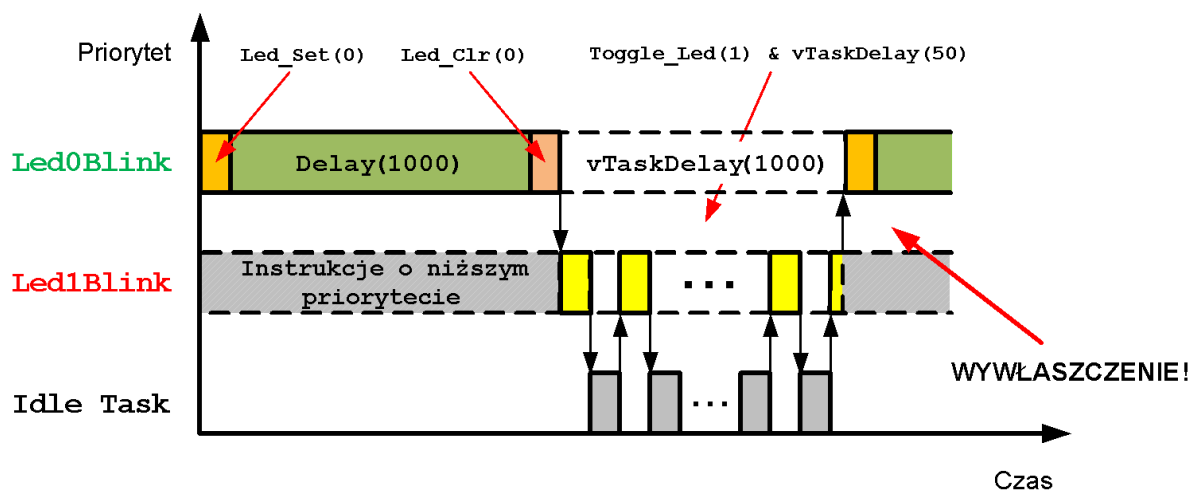 Priorytet
Led_Set(0)
Led_Clr(0)
Toggle_Led(1) & vTaskDelay(50)
Led0Blink
Delay(1000)
vTaskDelay(1000)
Led1Blink
Instrukcje o niższym
priorytecie
...
WYWŁASZCZENIE!
Idle Task
...
Czas